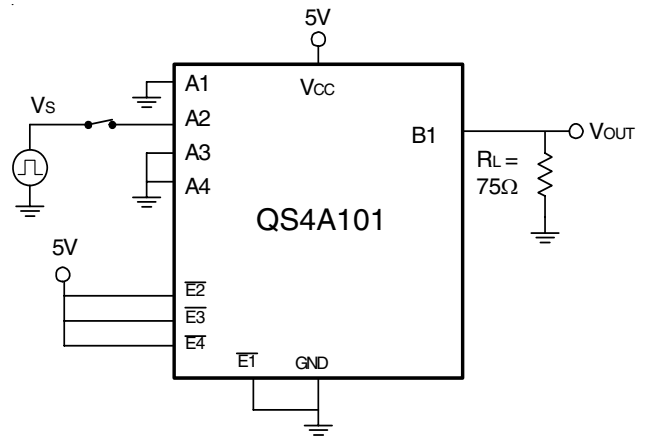 5V
VCC
A1
VS
A2
B1
VOUT
A3
RL =
75Ω
A4
QS4A101
5V
E2
E3
E4
E1
GND